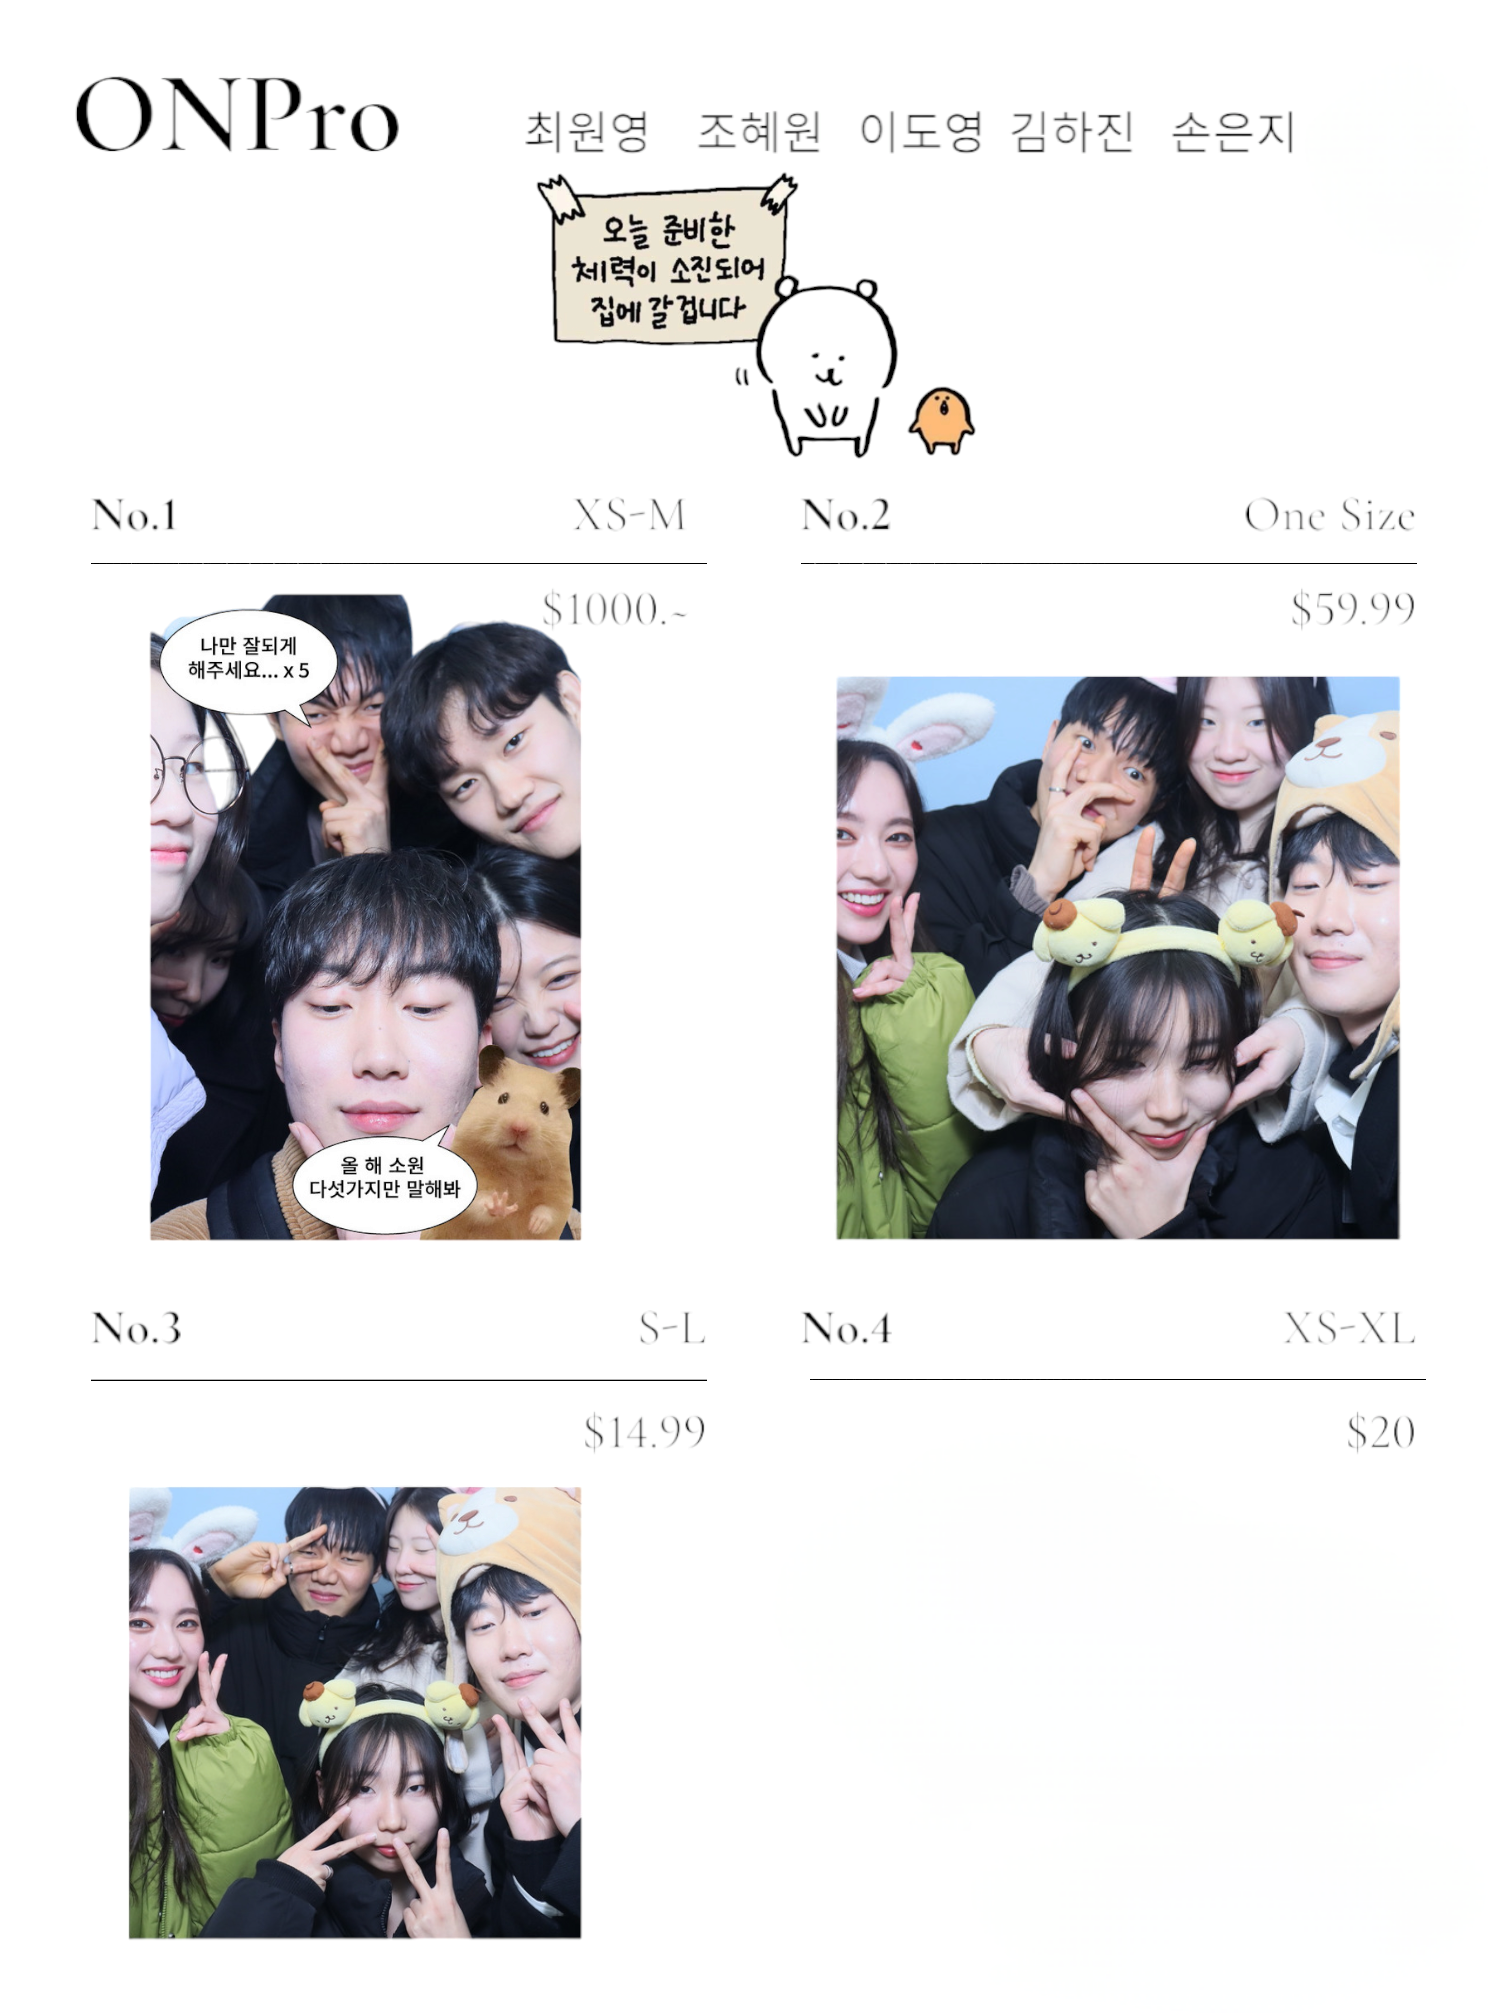 ONPro
최원영 조혜원 이도영 김하진 손은지
오늘 준비한
체력이 소진되어
집에 갈겁니다
No.1 XS-M
$1000.~
나만 잘되게
해주세요... x 5
올 해 소원
다섯가지만 말해봐
No.2 One Size
$59.99
No.3 S-L
$14.99
No.4 XS-XL
$20